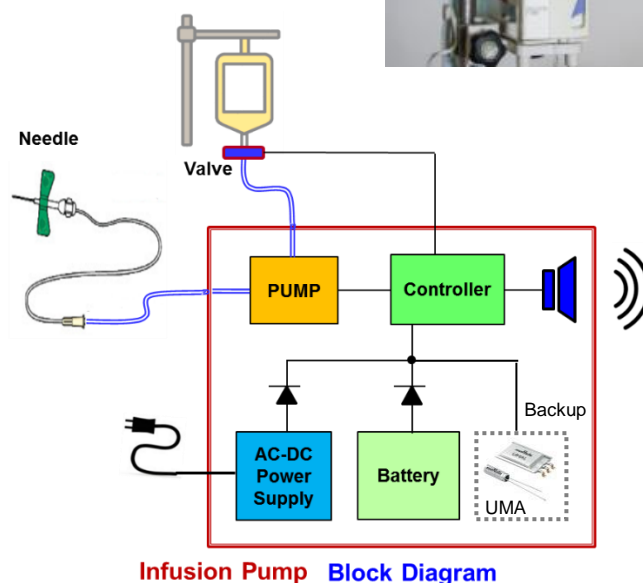 Needle
Valve
PUMP
Controller
Backup
AC-DC
Power
Supply
Battery
UMA
Infusion Pump Block Diagram